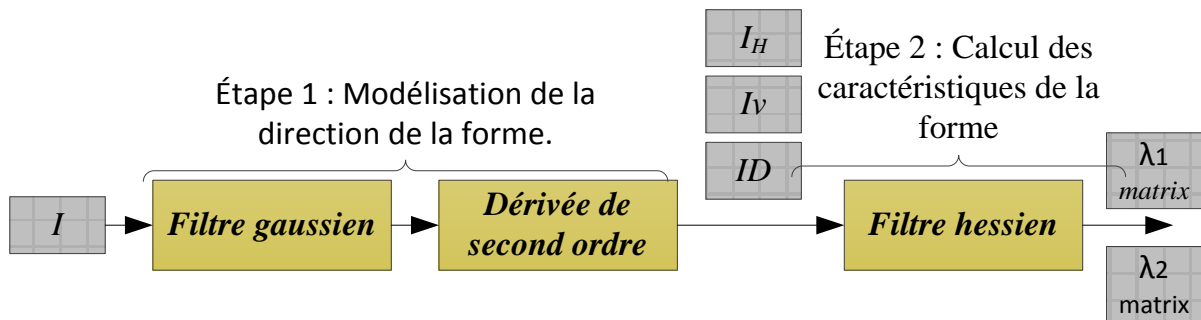 Étape 1 : Modélisation de la
direction de la forme.
I
Filtre gaussien
Dérivée de
second ordre
I_H
Iv
ID
Étape 2 : Calcul des
caractéristiques de la
forme
Filtre hessien
λ1
matrix
λ2
matrix